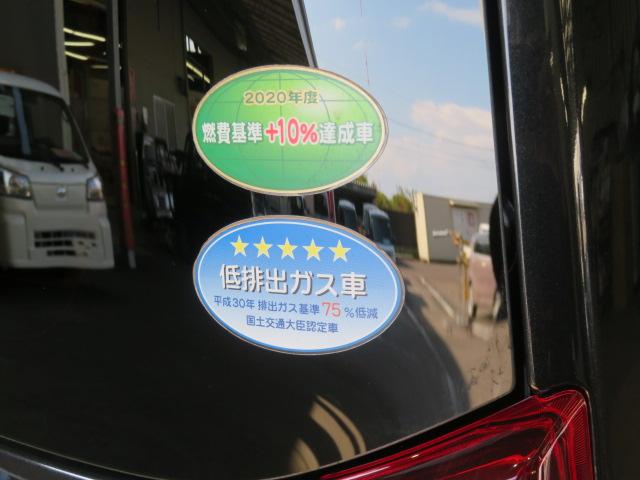 2020年度
燃費基準+10%達成車
低排出ガス車
平成30年 排出ガス基準 75 %低減
国土交通大臣認定車